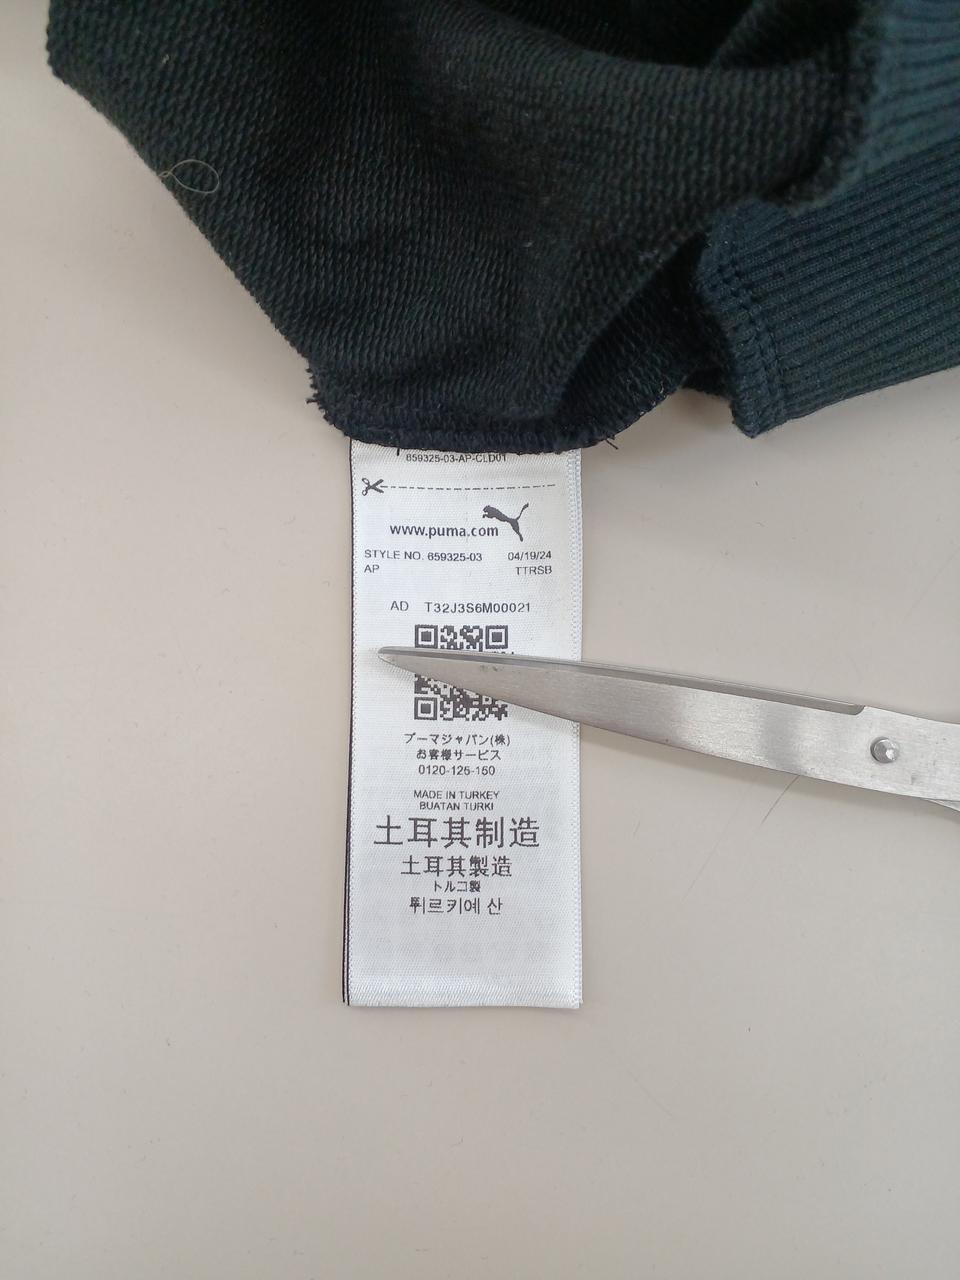 659325-03-AP-CLD01
www.puma.com
STYLE NO. 659325-03 04/19/24
AP TTRSB
AD T32J3S6M00021
プーマジャパン(株)
お客様サービス
0120-125-150
MADE IN TURKEY
BUATAN TURKI
土耳其制造
土耳其製造
トルコ製
튀르키예 산